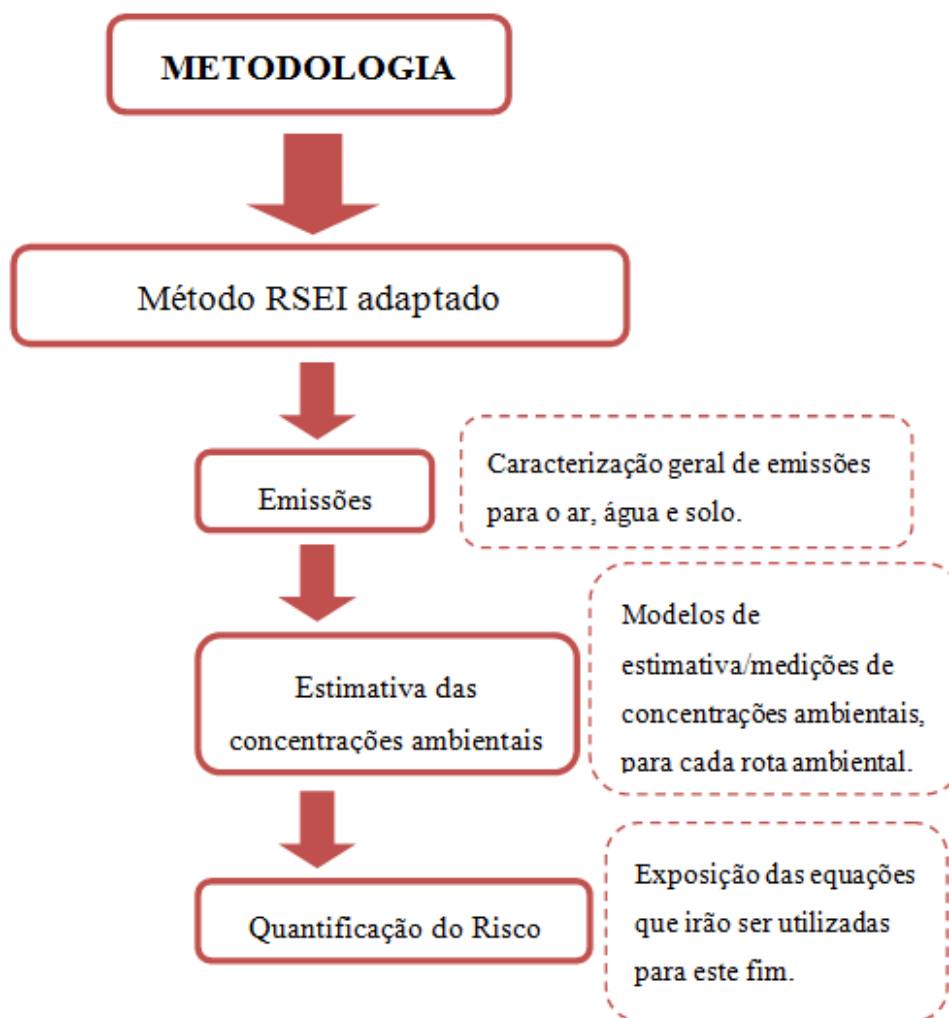 METODOLOGIA
Método RSEI adaptado
Emissões
Caracterização geral de emissões
para o ar, água e solo.
Estimativa das
concentrações ambientais
Modelos de
estimativa/medições de
concentrações ambientais,
para cada rota ambiental.
Quantificação do Risco
Exposição das equações
que irão ser utilizadas
para este fim.